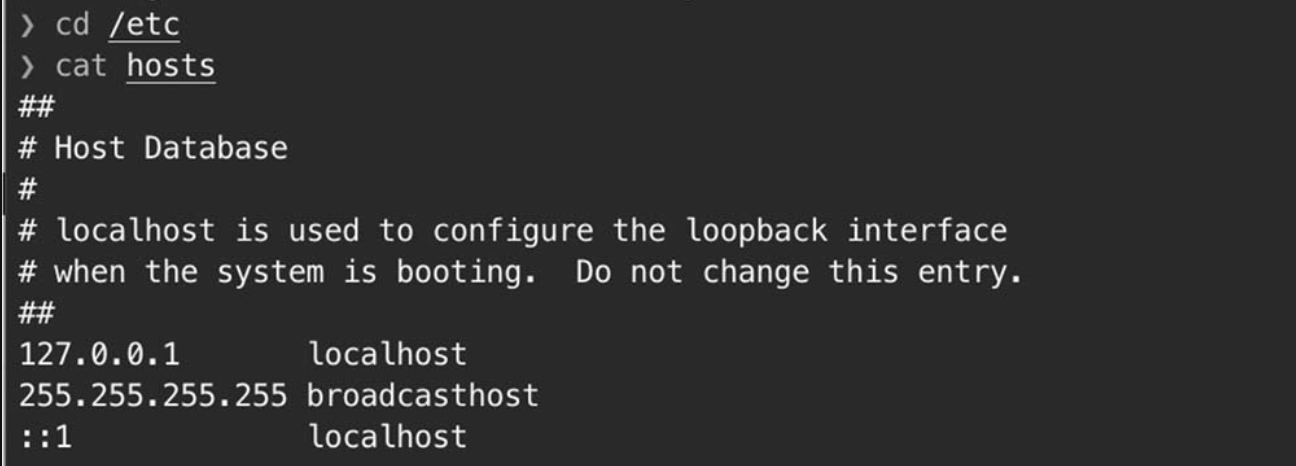 ❯ cd /etc
❯ cat hosts
##
# Host Database
#
# localhost is used to configure the loopback interface
# when the system is booting.  Do not change this entry.
##
127.0.0.1       localhost
255.255.255.255 broadcasthost
::1             localhost